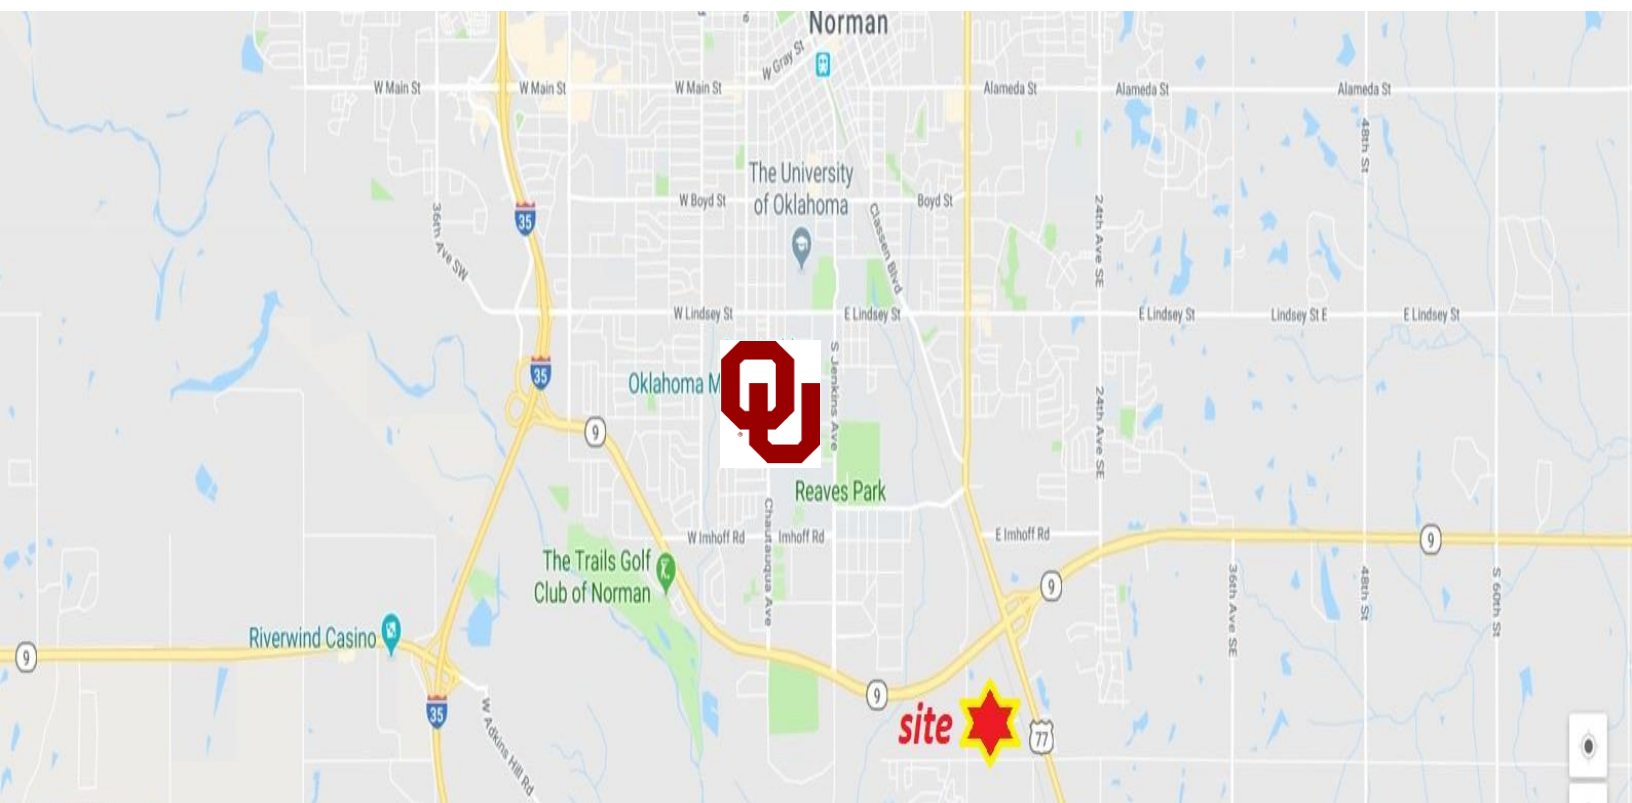 Norman
W Gray St
W Main St
W Main St
W Main St
Alameda St
Alameda St
Alameda St
48th St
The University
of Oklahoma
W Boyd St
Boyd St
Classen Blvd
24th Ave SE
36th Ave SW
35
W Lindsey St
E Lindsey St
E Lindsey St
Lindsey St E
E Lindsey St
35
Oklahoma M
OU
S Jenkins Ave
24th Ave SE
9
Reaves Park
Chautauqua Ave
W Imhoff Rd
Imhoff Rd
E Imhoff Rd
9
The Trails Golf
Club of Norman
9
36th Ave SE
48th St
S 60th St
Riverwind Casino
9
9
35
W Adkins Hill Rd
site
77